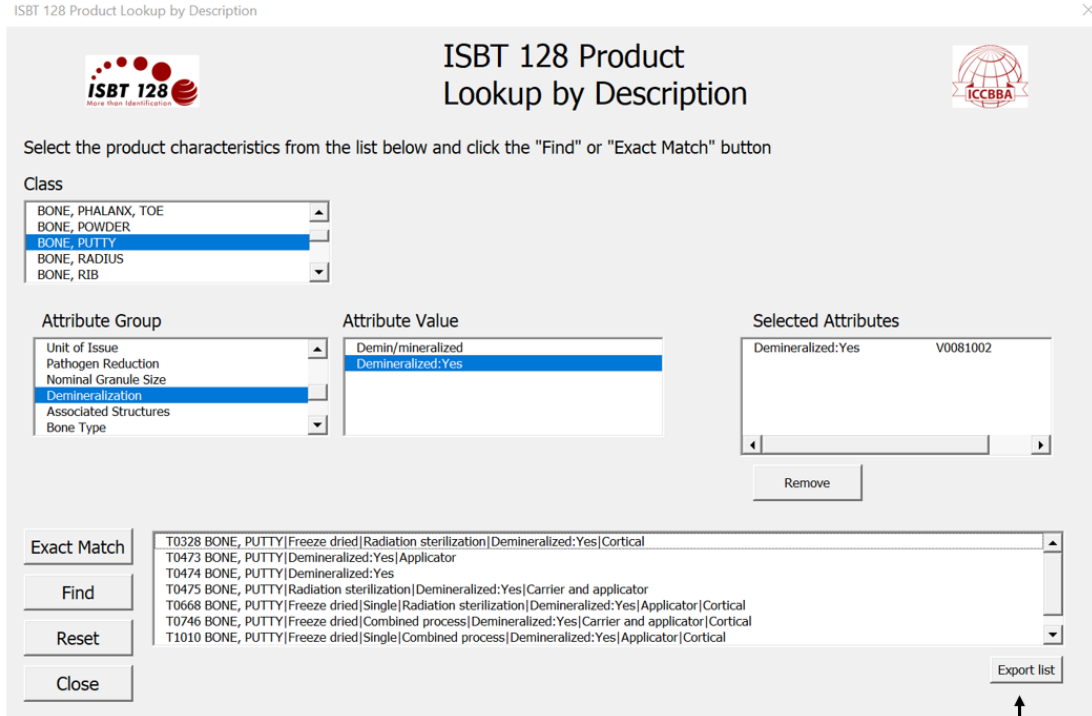 ISBT 128 Product Lookup by Description
ISBT 128
More than Identification
ISBT 128 Product
Lookup by Description
ICCBBA
Select the product characteristics from the list below and click the "Find" or "Exact Match" button
Class
BONE, PHALANX, TOE
BONE, POWDER
BONE, PUTTY
BONE, RADIUS
BONE, RIB
Attribute Group
Unit of Issue
Pathogen Reduction
Nominal Granule Size
Demineralization
Associated Structures
Bone Type
Attribute Value
Demin/mineralized
Demineralized:Yes
Selected Attributes
Demineralized:Yes V0081002
Remove
Exact Match
Find
Reset
Close
T0328 BONE, PUTTY|Freeze dried|Radiation sterilization|Demineralized:Yes|Cortical
T0473 BONE, PUTTY|Demineralized:Yes|Applicator
T0474 BONE, PUTTY|Demineralized:Yes
T0475 BONE, PUTTY|Radiation sterilization|Demineralized:Yes|Carrier and applicator
T0668 BONE, PUTTY|Freeze dried|Single|Radiation sterilization|Demineralized:Yes|Applicator|Cortical
T0746 BONE, PUTTY|Freeze dried|Combined process|Demineralized:Yes|Carrier and applicator|Cortical
T1010 BONE, PUTTY|Freeze dried|Single|Combined process|Demineralized:Yes|Applicator|Cortical
Export list